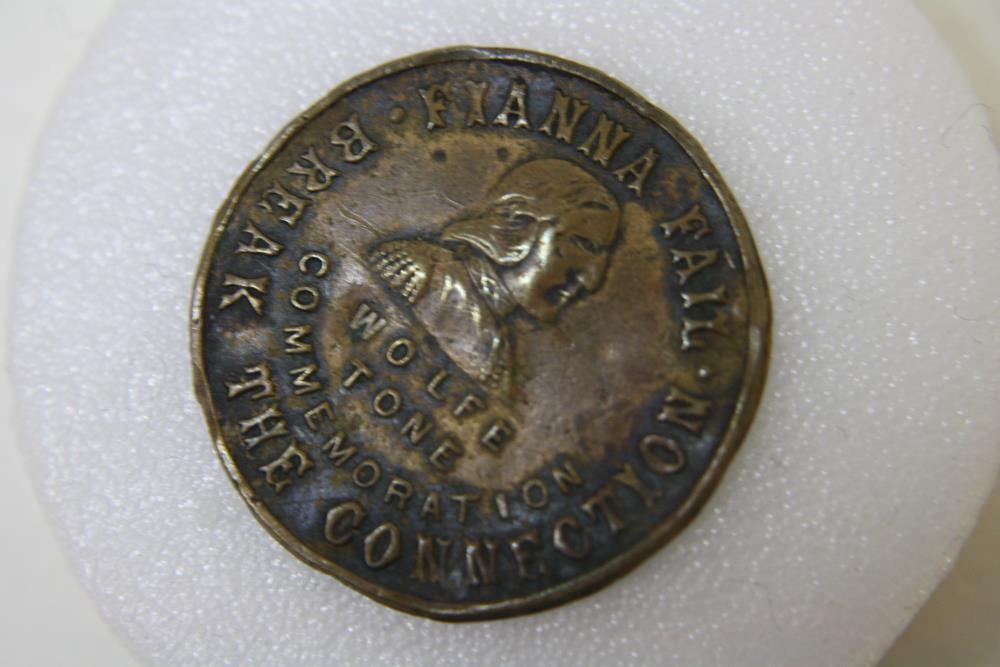 · FIANNA FAIL ·
BREAK THE CONNECTION
WOLFE
TONE
COMMEMORATION